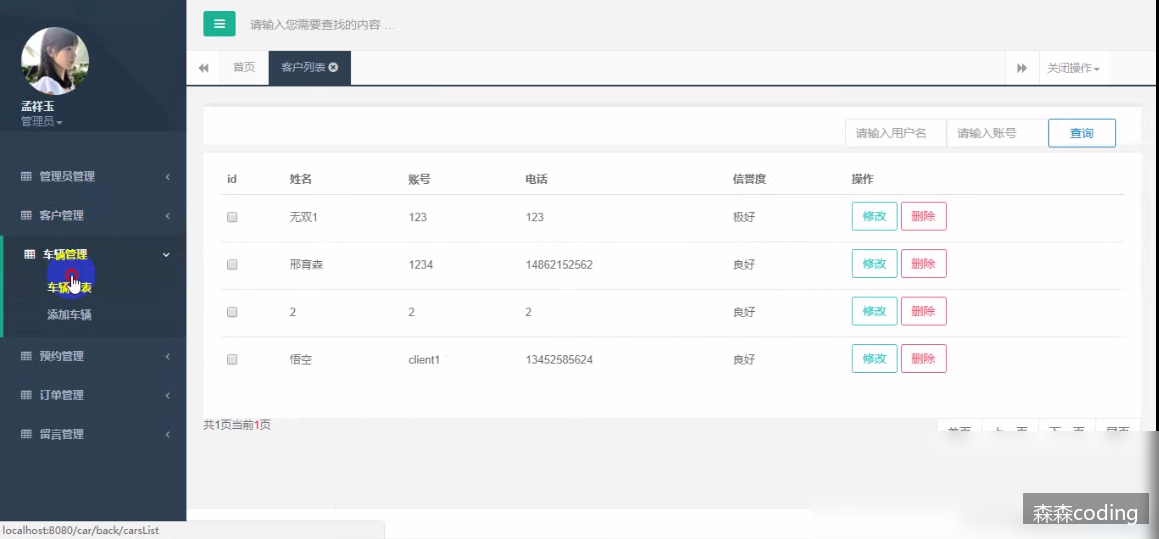 请输入您需要查找的内容 …
孟祥玉
管理员
首页
客户列表
关闭操作
请输入用户名 请输入账号 查询
管理员管理
客户管理
车辆管理
车辆列表
添加车辆
预约管理
订单管理
留言管理
id 姓名 账号 电话 信誉度 操作
无双1 123 123 极好 修改 删除
邢育森 1234 14862152562 良好 修改 删除
2 2 2 良好 修改 删除
悟空 client1 13452585624 良好 修改 删除
共1页当前1页
首页 上一页 下一页 尾页
localhost:8080/car/back/carsList
森森coding